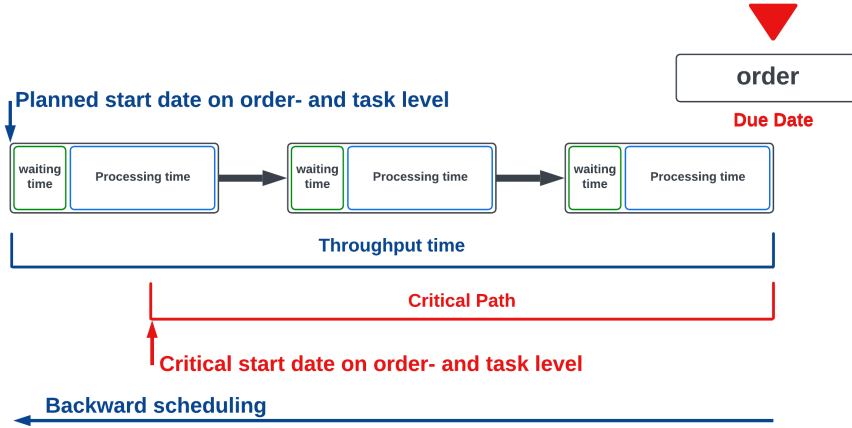 order
Due Date
Planned start date on order- and task level
waiting
time
Processing time
waiting
time
Processing time
waiting
time
Processing time
Throughput time
Critical Path
Critical start date on order- and task level
Backward scheduling